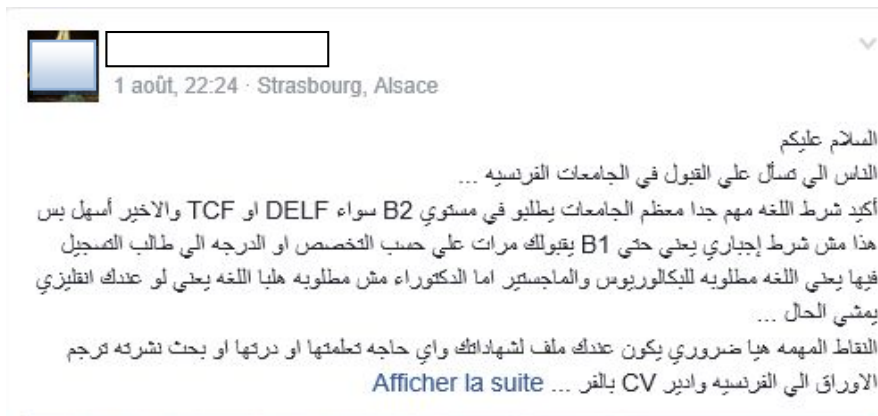 1 août, 22:24 · Strasbourg, Alsace
السلام عليكم
الناس الي تسأل علي القبول في الجامعات الفرنسيه ...
أكيد شرط اللغه مهم جدا معظم الجامعات يطلبو في مستوي B2 سواء DELF او TCF والاخير أسهل بس
هذا مش شرط إجباري يعني حتى B1 يقبولك مرات علي حسب التخصص او الدرجه الي طالب التسجيل
فيها يعني اللغه مطلوبه للبكالوريوس والماجستير اما الدكتوراء مش مطلوبه هلبا اللغه يعني لو عندك انقليزي
يمشي الحال ...
النقاط المهمه هيا ضروري يكون عندك ملف لشهاداتك واي حاجه تعلمتها او درتها او بحث نشرته ترجم
الاوراق الي الفرنسيه وادير CV بالفر ... Afficher la suite